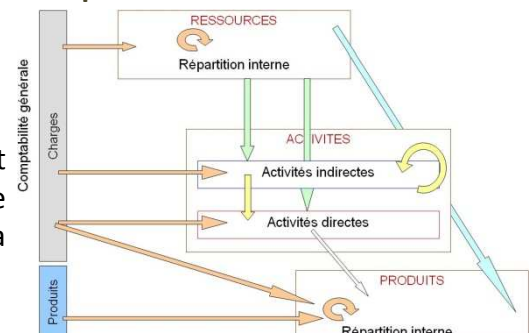 RESSOURCES
Répartition interne
Comptabilité générale
Charges
ACTIVITES
Activités indirectes
t
e
Activités directes
a
PRODUITS
Produits
Répartition interne